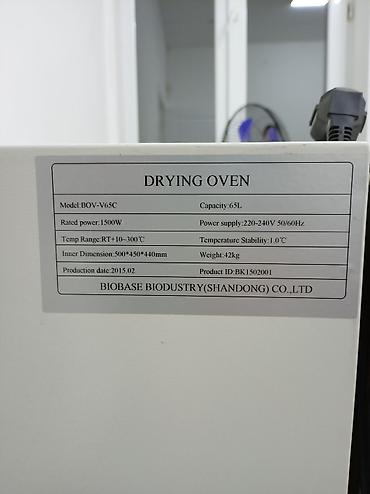 DRYING OVEN
Model:BOV-V65C Capacity:65L
Rated power:1500W Power supply:220-240V 50/60Hz
Temp Range:RT+10~300℃ Temperature Stability:1.0℃
Inner Dimension:500*450*440mm Weight:42kg
Production date:2015.02 Product ID:BK1502001
BIOBASE BIODUSTRY(SHANDONG) CO.,LTD